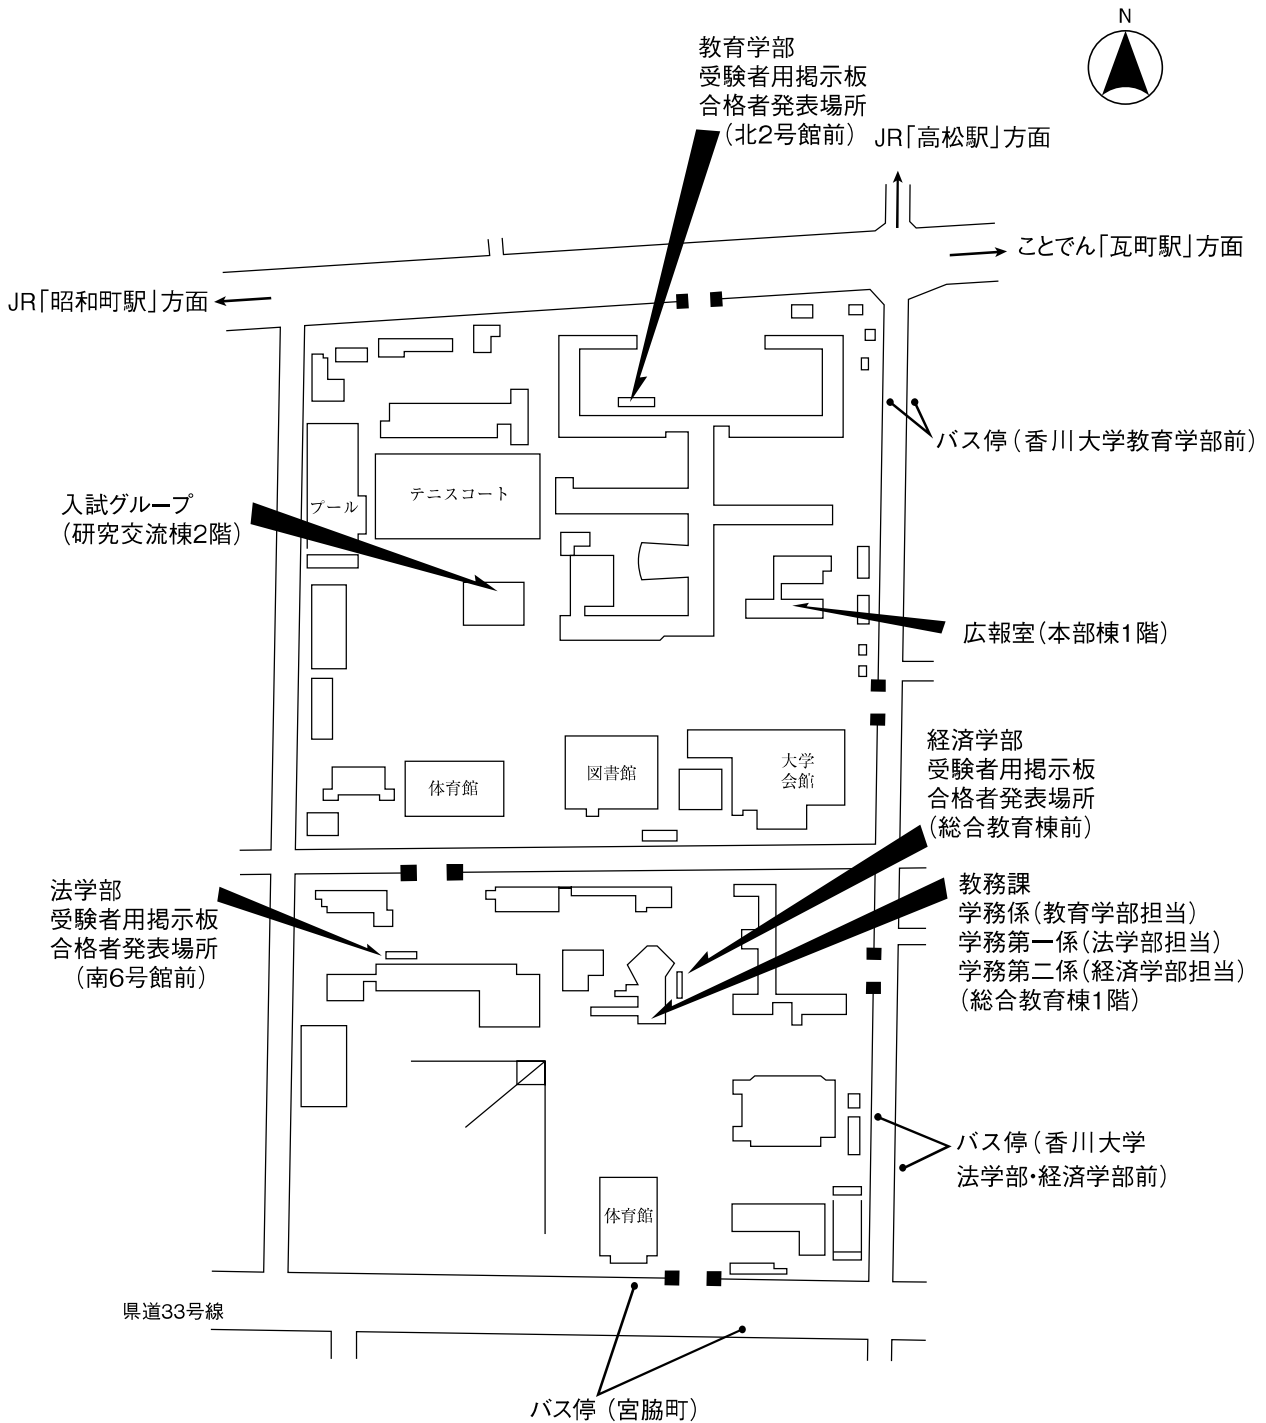 N
教育学部
受験者用掲示板
合格者発表場所
（北2号館前）
JR「高松駅」方面
ことでん「瓦町駅」方面
JR「昭和町駅」方面
バス停（香川大学教育学部前）
入試グループ
（研究交流棟2階）
プール
テニスコート
広報室（本部棟1階）
経済学部
受験者用掲示板
合格者発表場所
（総合教育棟前）
体育館
図書館
大学
会館
法学部
受験者用掲示板
合格者発表場所
（南6号館前）
教務課
学務係（教育学部担当）
学務第一係（法学部担当）
学務第二係（経済学部担当）
（総合教育棟1階）
バス停（香川大学
法学部・経済学部前）
体育館
県道33号線
バス停（宮脇町）